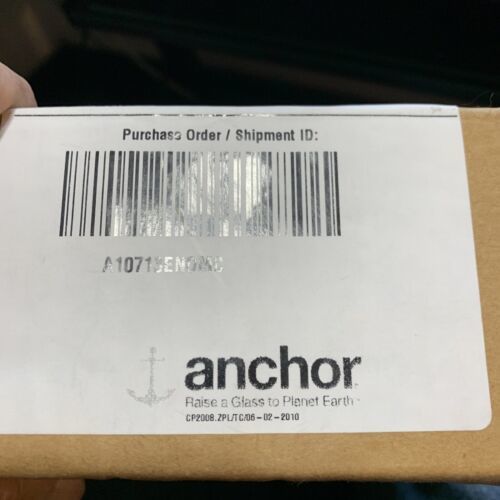 Purchase Order / Shipment ID:
anchor
Raise a Glass to Planet Earth
CP2008.ZPL/TC/06-02-2010